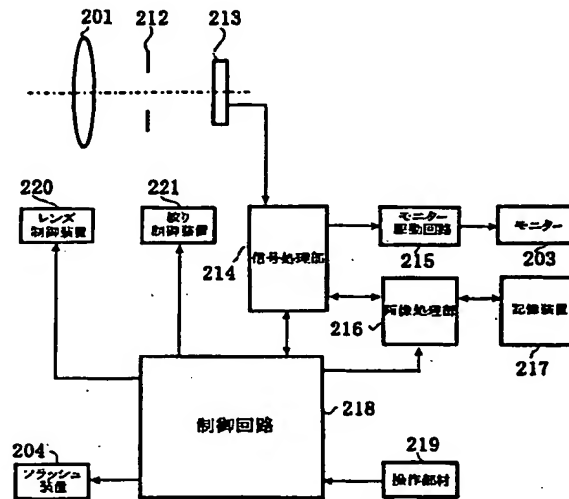 201
212
213
220
レンズ
制御装置
221
絞り
制御装置
214
信号処理部
モニター
駆動回路
215
モニター
203
216
画像処理部
記像装置
217
制御回路
218
204
フラッシュ
装置
219
操作部材